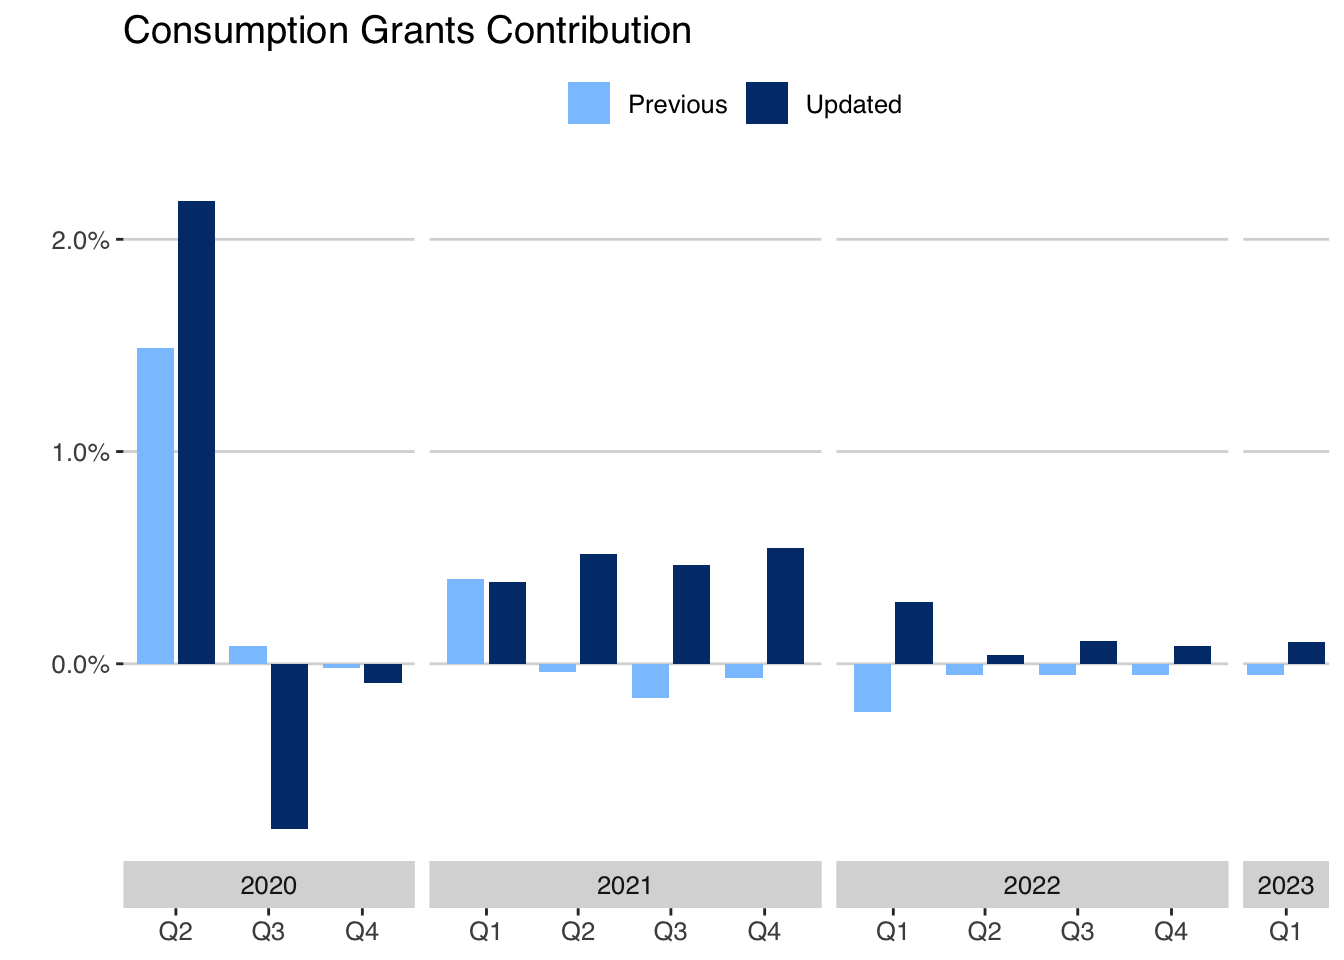 Consumption Grants Contribution
Previous Updated
2.0%
1.0%
0.0%
2020 2021 2022 2023
Q2 Q3 Q4 Q1 Q2 Q3 Q4 Q1 Q2 Q3 Q4 Q1